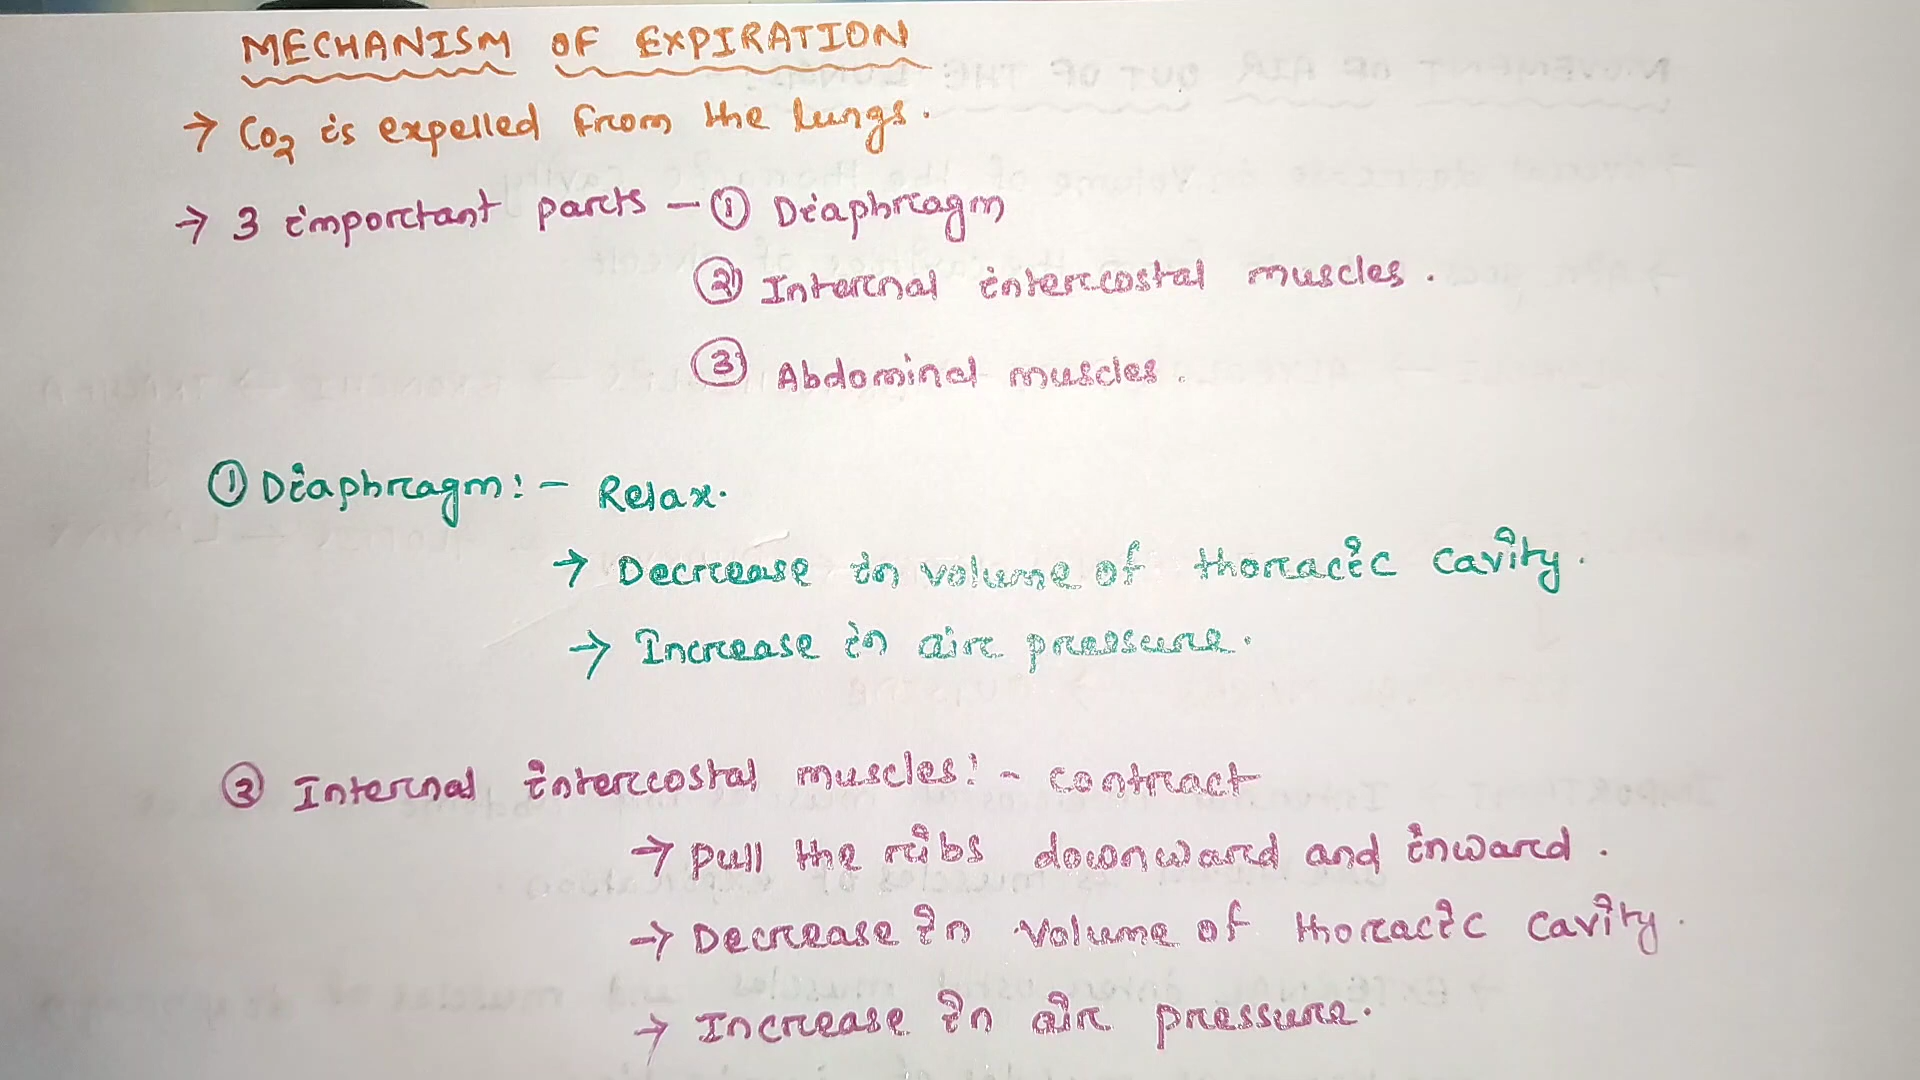 MECHANISM OF EXPIRATION
→ CO2 is expelled from the lungs.
→ 3 important parts - ① Diaphragm
② Internal intercostal muscles.
③ Abdominal muscles.
① Diaphragm:- Relax.
→ Decrease in volume of thoracic cavity.
→ Increase in air pressure.
② Internal intercostal muscles:- contract
→ pull the ribs downward and inward.
→ Decrease in volume of thoracic cavity.
→ Increase in air pressure.